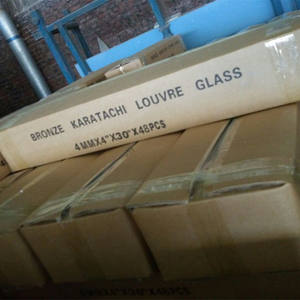 BRONZE KARATACHI LOUVRE GLASS
4MMX4"X30"X48PCS